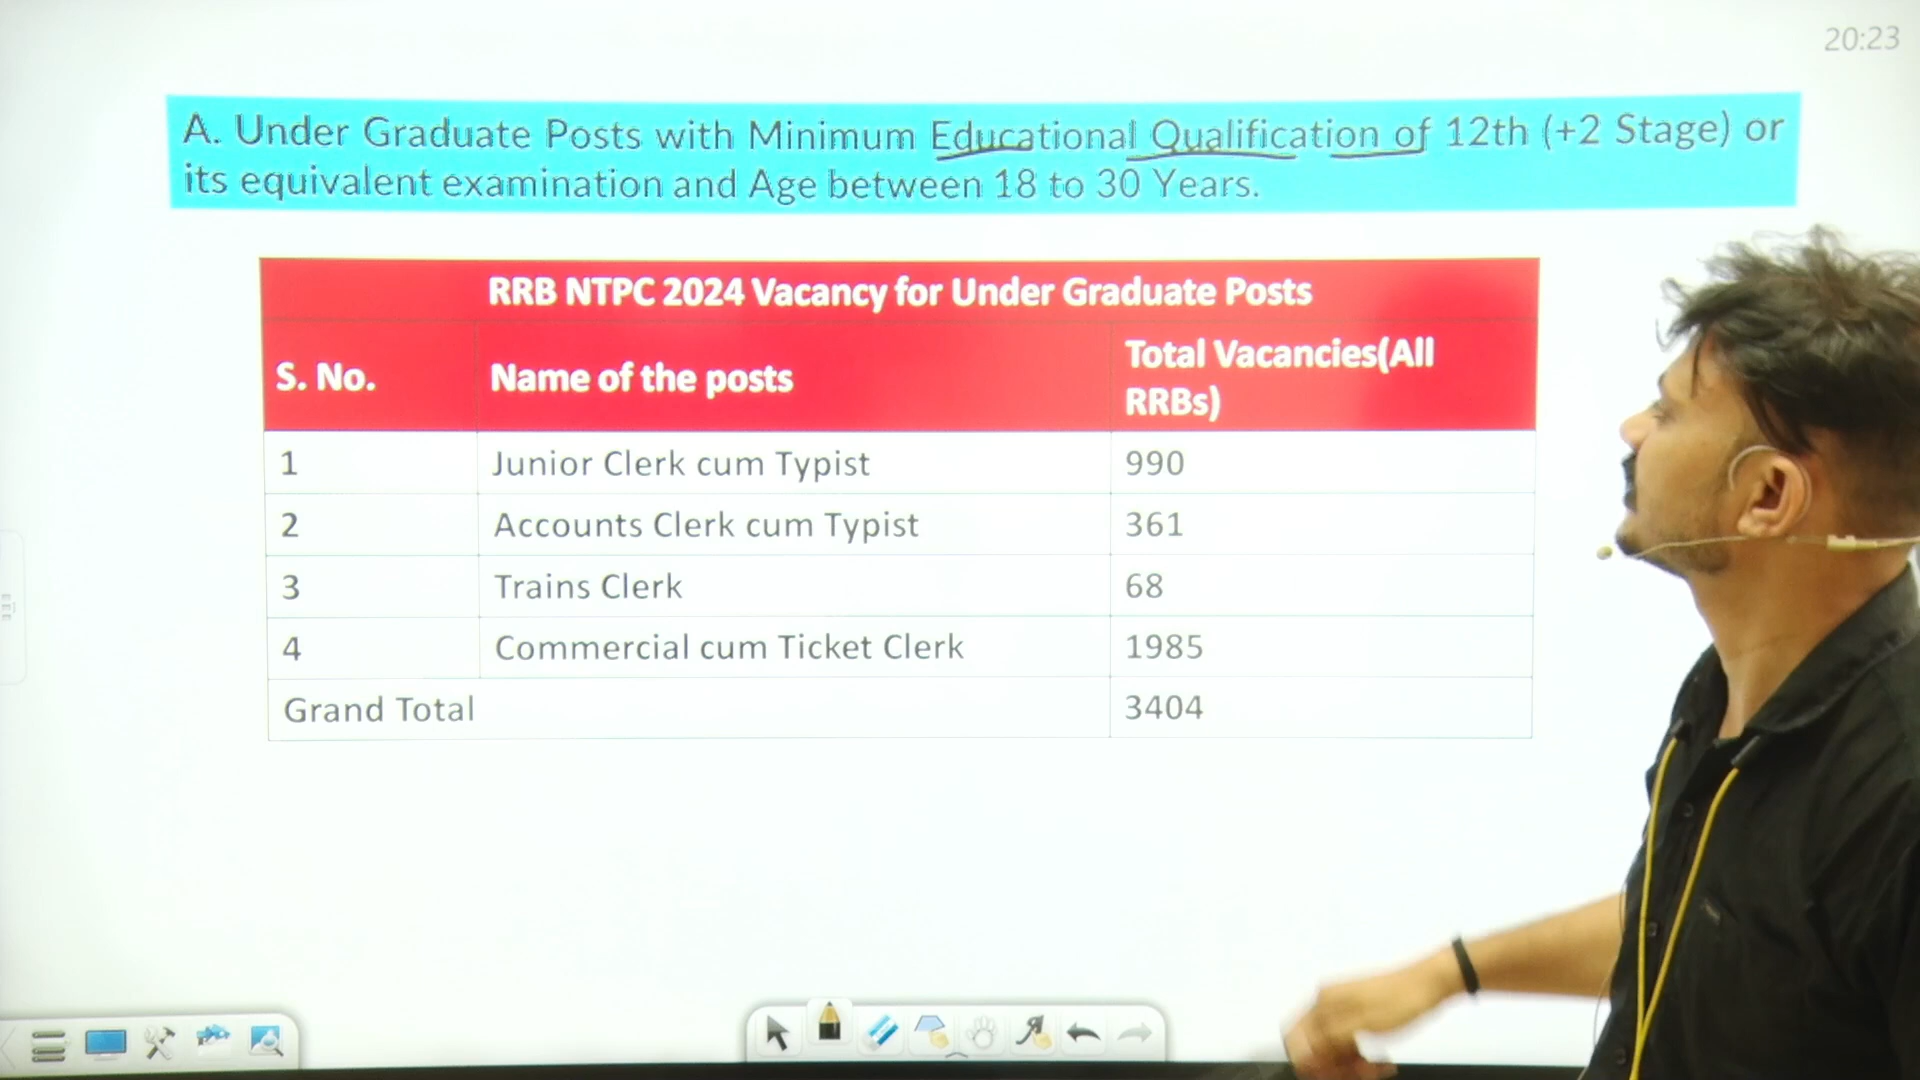 20:23
A. Under Graduate Posts with Minimum Educational Qualification of 12th (+2 Stage) or
its equivalent examination and Age between 18 to 30 Years.
RRB NTPC 2024 Vacancy for Under Graduate Posts
S. No. Name of the posts Total Vacancies(All
RRBs)
1 Junior Clerk cum Typist 990
2 Accounts Clerk cum Typist 361
3 Trains Clerk 68
4 Commercial cum Ticket Clerk 1985
Grand Total 3404